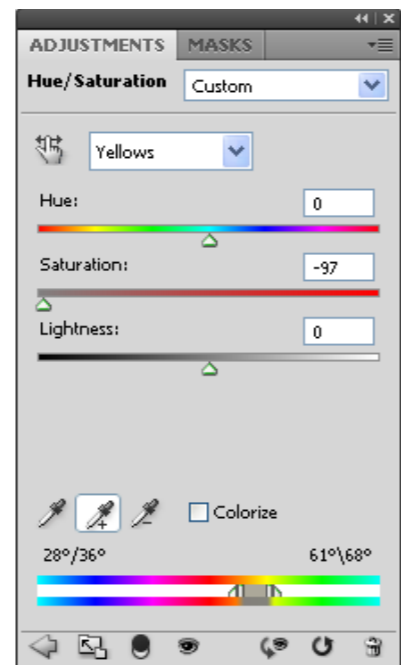 ADJUSTMENTS MASKS
Hue/Saturation Custom
Yellows
Hue: 0
Saturation: -97
Lightness: 0
Colorize
28°/36° 61°\68°